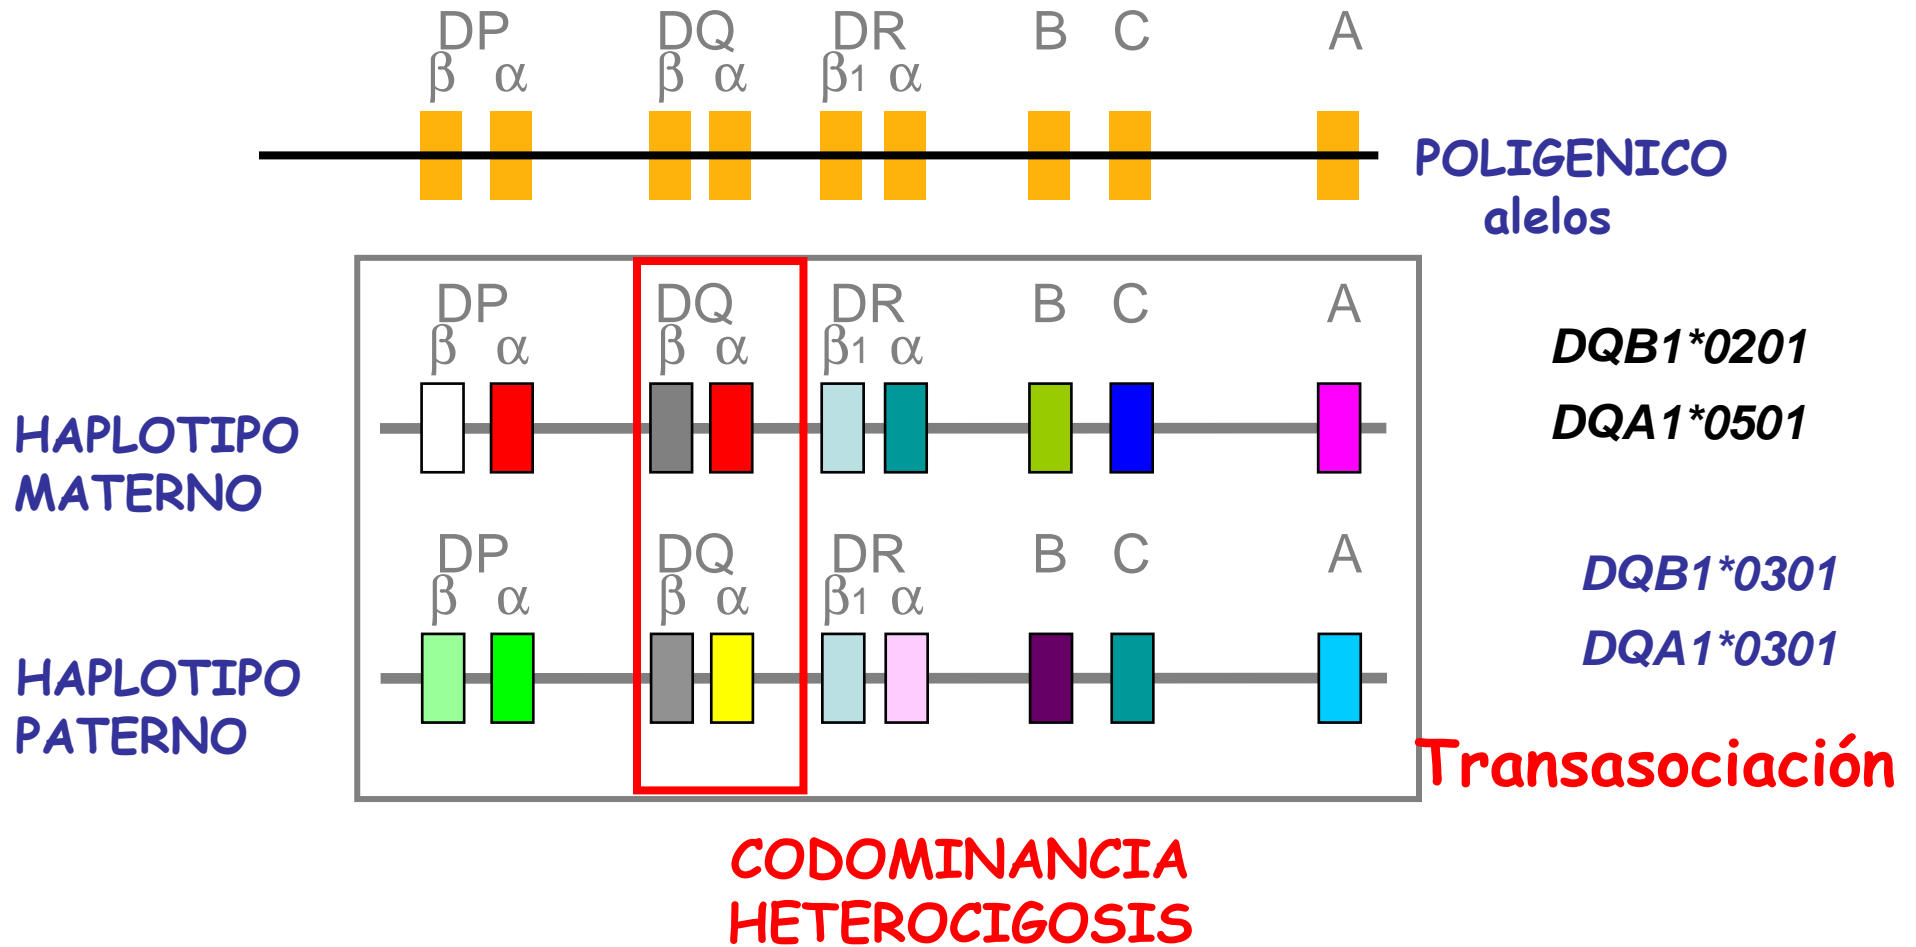 DP DQ DR B C A
β α β α β1 α
POLIGENICO
alelos
DP DQ DR B C A
β α β α β1 α
DQB1*0201
DQA1*0501
HAPLOTIPO
MATERNO
DP DQ DR B C A
β α β α β1 α
DQB1*0301
DQA1*0301
HAPLOTIPO
PATERNO
Transasociación
CODOMINANCIA
HETEROCIGOSIS